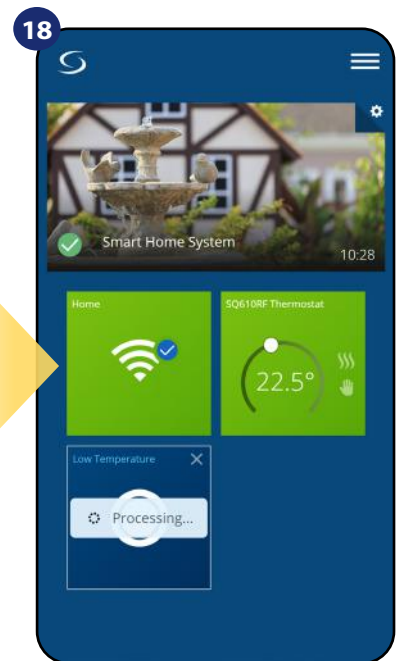 18
Smart Home System
10:28
Home
SQ610RF Thermostat
22.5°
Low Temperature
Processing...